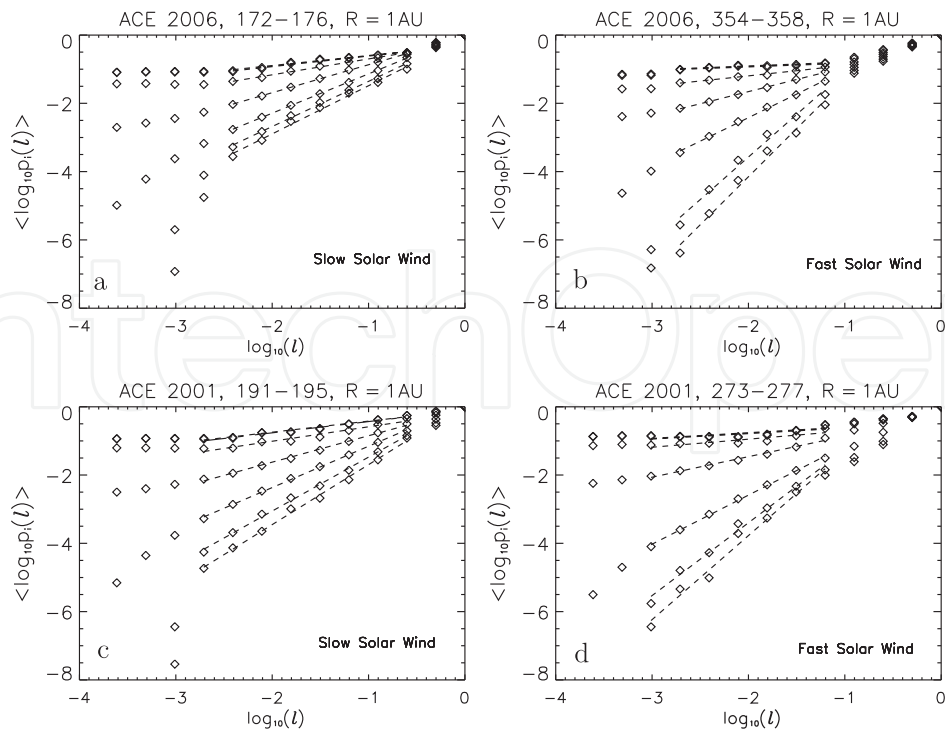 ACE 2006, 172−176, R = 1AU
0
−2
−4
−6
−8
<log₁₀pᵢ(l)>
a
Slow Solar Wind
−4 −3 −2 −1 0
log₁₀(l)
ACE 2006, 354−358, R = 1AU
0
−2
−4
−6
−8
<log₁₀pᵢ(l)>
b
Fast Solar Wind
−4 −3 −2 −1 0
log₁₀(l)
ntechOpe
ACE 2001, 191−195, R = 1AU
0
−2
−4
−6
−8
<log₁₀pᵢ(l)>
c
Slow Solar Wind
−4 −3 −2 −1 0
log₁₀(l)
ACE 2001, 273−277, R = 1AU
0
−2
−4
−6
−8
<log₁₀pᵢ(l)>
d
Fast Solar Wind
−4 −3 −2 −1 0
log₁₀(l)